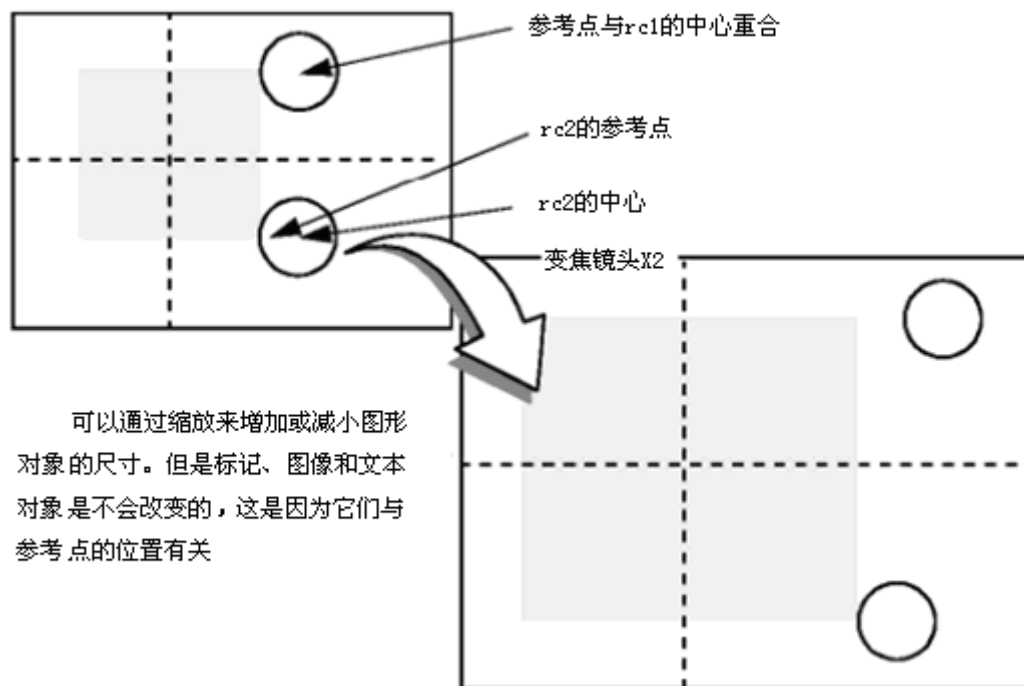 参考点与rc1的中心重合
rc2的参考点
rc2的中心
变焦镜头X2
可以通过缩放来增加或减小图形
对象的尺寸。但是标记、图像和文本
对象是不会改变的，这是因为它们与
参考点的位置有关